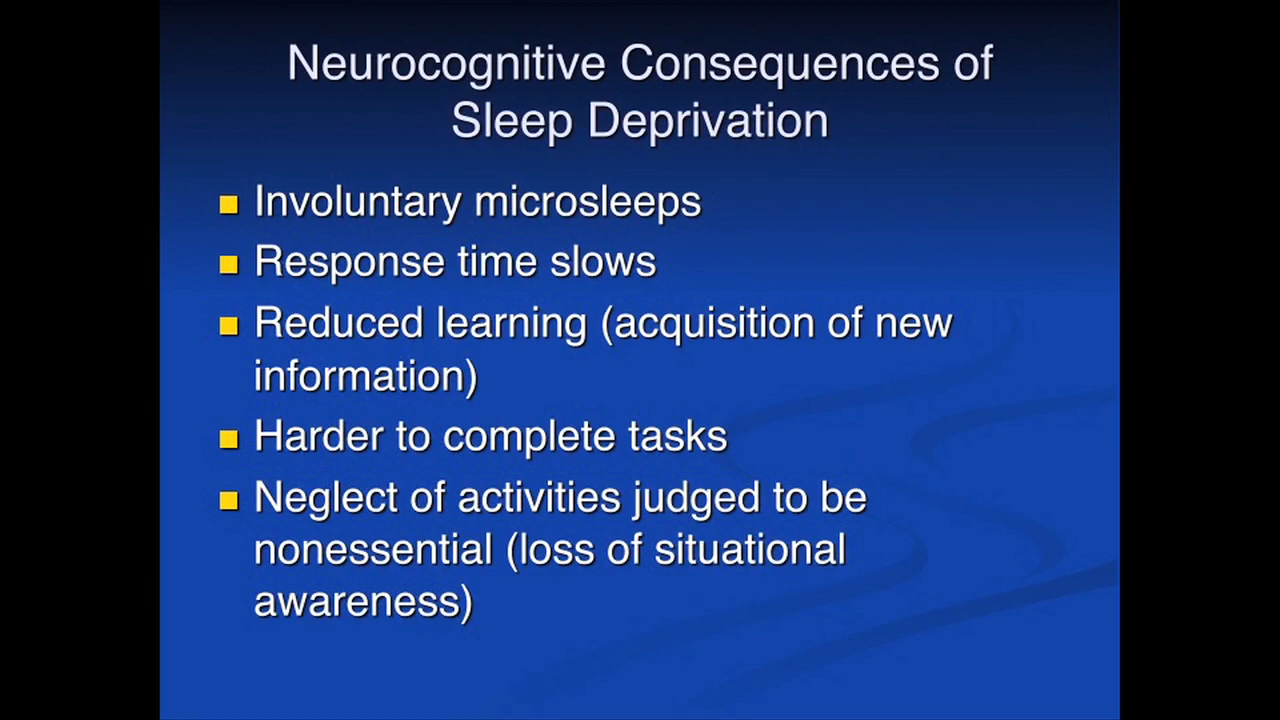 Neurocognitive Consequences of
Sleep Deprivation
Involuntary microsleeps
Response time slows
Reduced learning (acquisition of new
information)
Harder to complete tasks
Neglect of activities judged to be
nonessential (loss of situational
awareness)